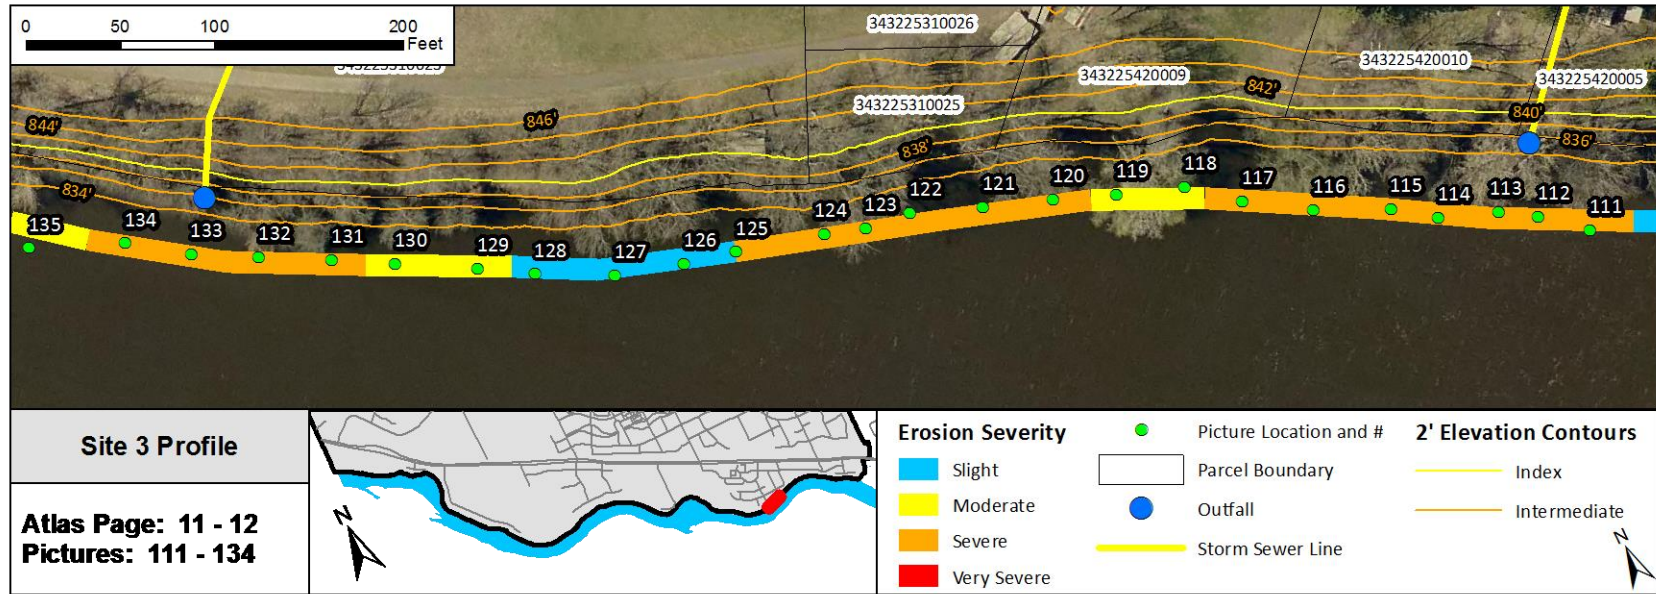 0 50 100 200
Feet
343225310026
343225310025
343225420009
343225420010
343225420005
844'
846'
842'
840'
838'
836'
834'
135 134 133 132 131 130 129 128 127 126 125 124 123 122 121 120 119 118 117 116 115 114 113 112 111
Site 3 Profile
Atlas Page: 11 - 12
Pictures: 111 - 134
N
Erosion Severity
Slight
Moderate
Severe
Very Severe
Picture Location and #
Parcel Boundary
Outfall
Storm Sewer Line
2' Elevation Contours
Index
Intermediate
N